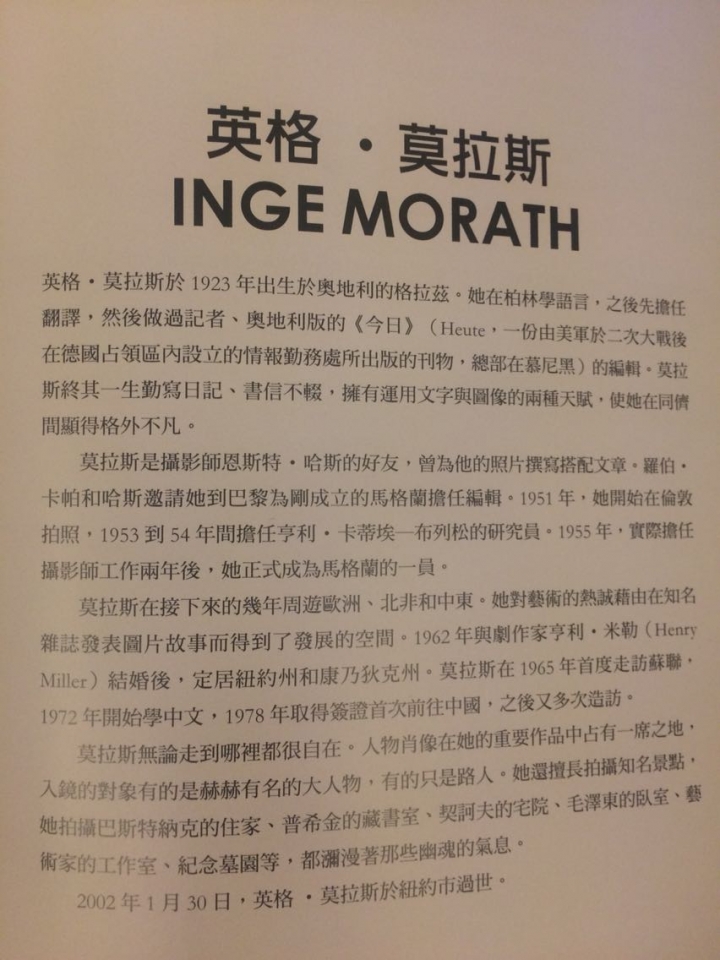 英格・莫拉斯
INGE MORATH
英格・莫拉斯於 1923 年出生於奧地利的格拉茲。她在柏林學語言，之後先擔任
翻譯，然後做過記者、奧地利版的《今日》（Heute，一份由美軍於二次大戰後
在德國占領區內設立的情報勤務處所出版的刊物，總部在慕尼黑）的編輯。莫拉
斯終其一生勤寫日記、書信不輟，擁有運用文字與圖像的兩種天賦，使她在同儕
間顯得格外不凡。
莫拉斯是攝影師恩斯特・哈斯的好友，曾為他的照片撰寫搭配文章。羅伯・
卡帕和哈斯邀請她到巴黎為剛成立的馬格蘭擔任編輯。1951 年，她開始在倫敦
拍照，1953 到 54 年間擔任亨利・卡蒂埃─布列松的研究員。1955 年，實際擔任
攝影師工作兩年後，她正式成為馬格蘭的一員。
莫拉斯在接下來的幾年周遊歐洲、北非和中東。她對藝術的熱誠藉由在知名
雜誌發表圖片故事而得到了發展的空間。1962 年與劇作家亨利・米勒（Henry
Miller）結婚後，定居紐約州和康乃狄克州。莫拉斯在 1965 年首度走訪蘇聯，
1972 年開始學中文，1978 年取得簽證首次前往中國，之後又多次造訪。
莫拉斯無論走到哪裡都很自在。人物肖像在她的重要作品中占有一席之地，
入鏡的對象有的是赫赫有名的大人物，有的只是路人。她還擅長拍攝知名景點，
她拍攝巴斯特納克的住家、普希金的藏書室、契訶夫的宅院、毛澤東的臥室、藝
術家的工作室、紀念墓園等，都瀰漫著那些幽魂的氣息。
2002 年 1 月 30 日，英格・莫拉斯於紐約市過世。